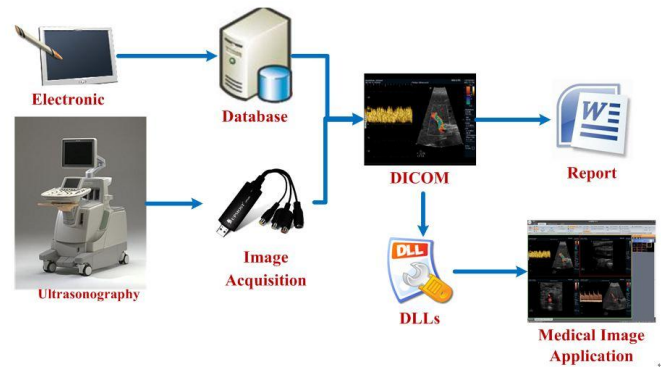 Electronic
Database
DICOM
W
Report
Ultrasonography
Image
Acquisition
DLL
DLLs
Medical Image
Application